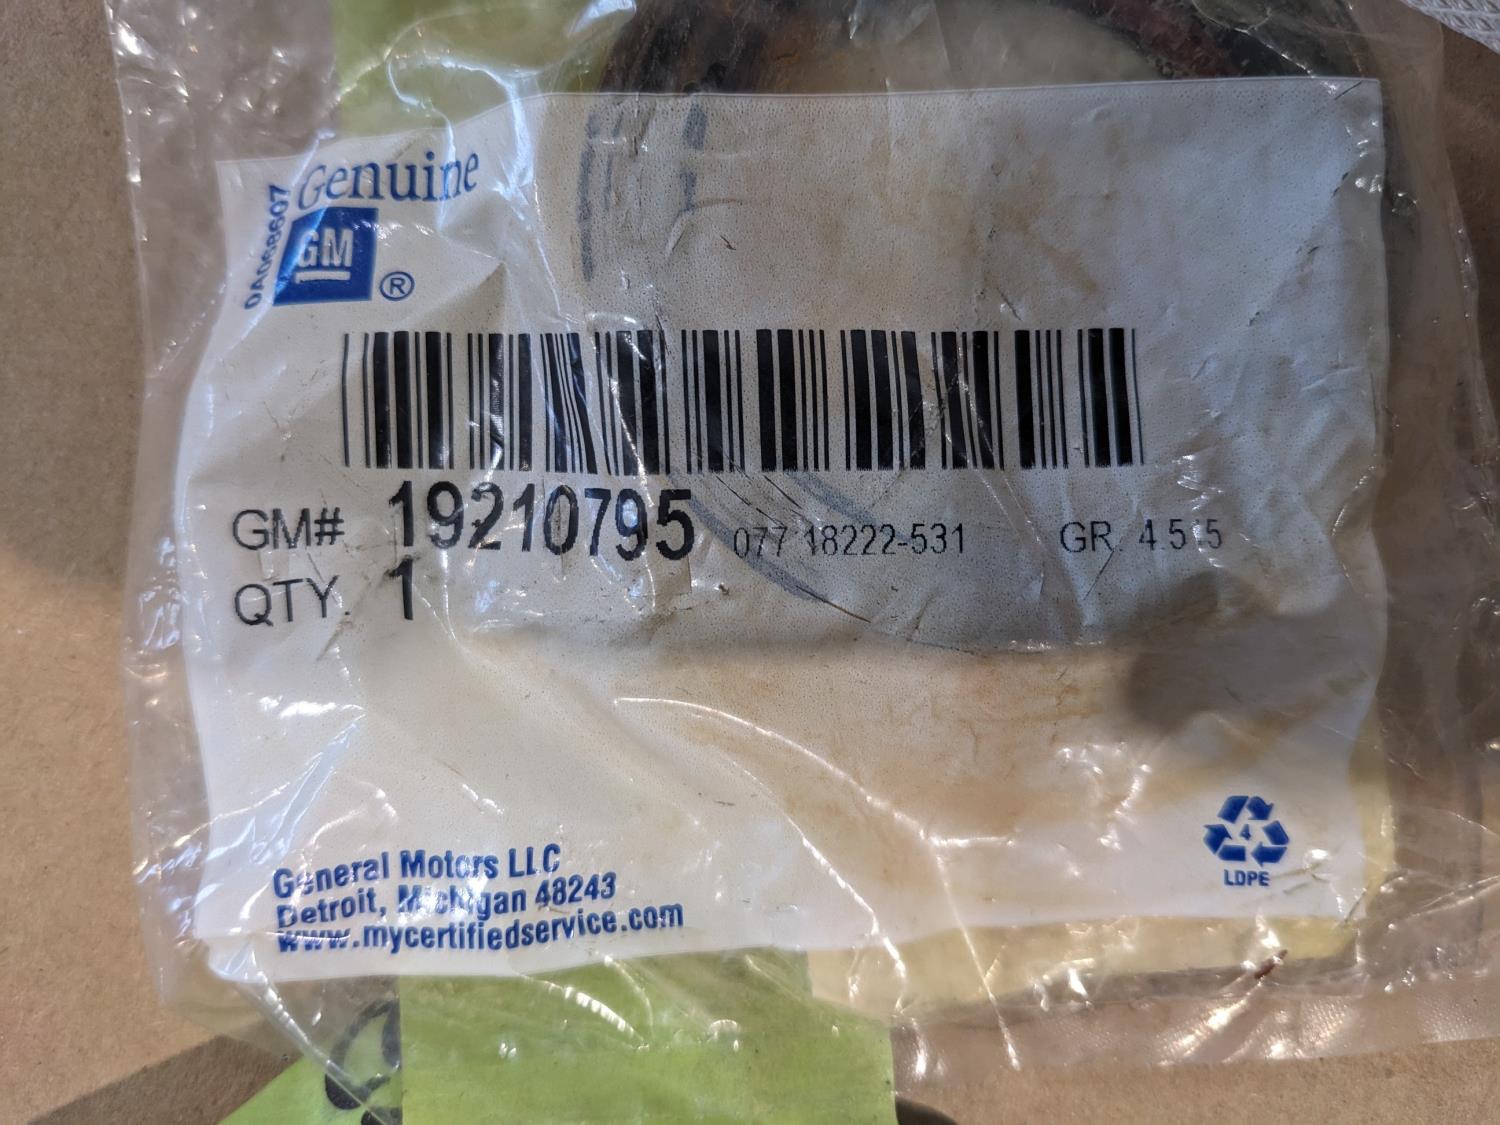 Genuine
0A068607
GM
®
GM# 19210795 077 18222-531 GR. 4.515
QTY. 1
General Motors LLC
Detroit, Michigan 48243
www.mycertifiedservice.com
4
LDPE